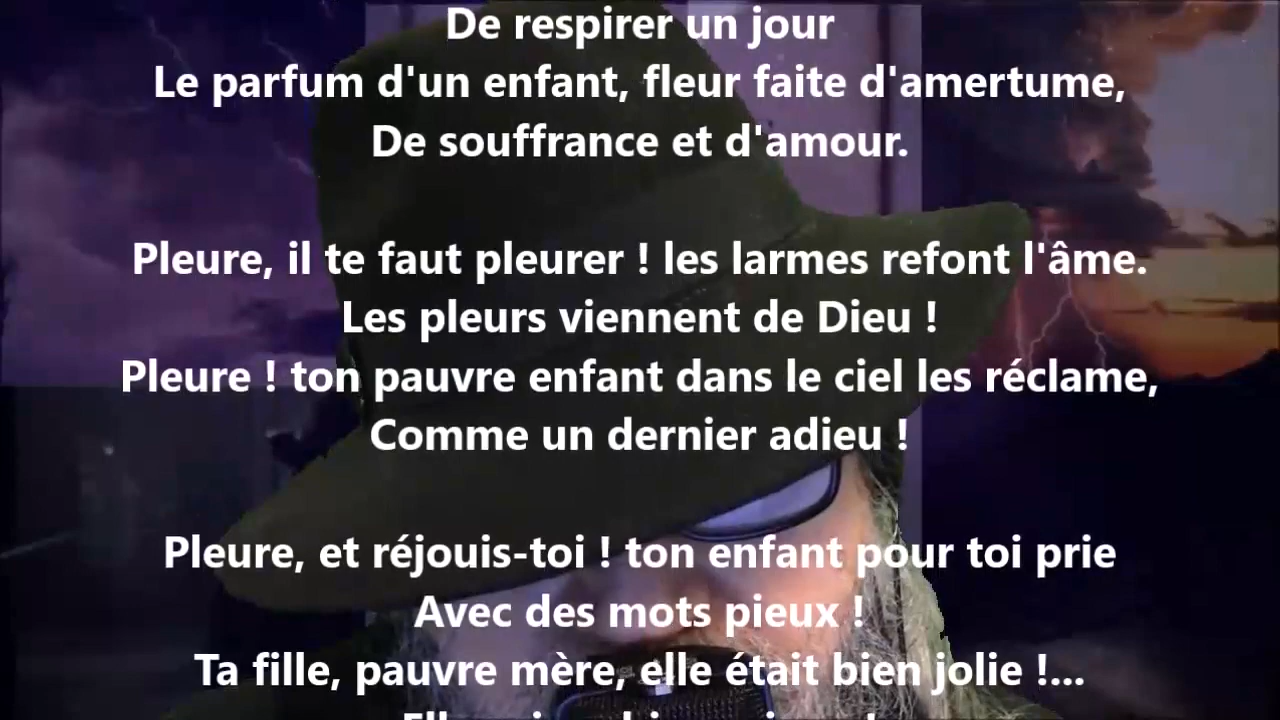 De respirer un jour
Le parfum d'un enfant, fleur faite d'amertume,
De souffrance et d'amour.
Pleure, il te faut pleurer ! les larmes refont l'âme.
Les pleurs viennent de Dieu !
Pleure ! ton pauvre enfant dans le ciel les réclame,
Comme un dernier adieu !
Pleure, et réjouis-toi ! ton enfant pour toi prie
Avec des mots pieux !
Ta fille, pauvre mère, elle était bien jolie !...